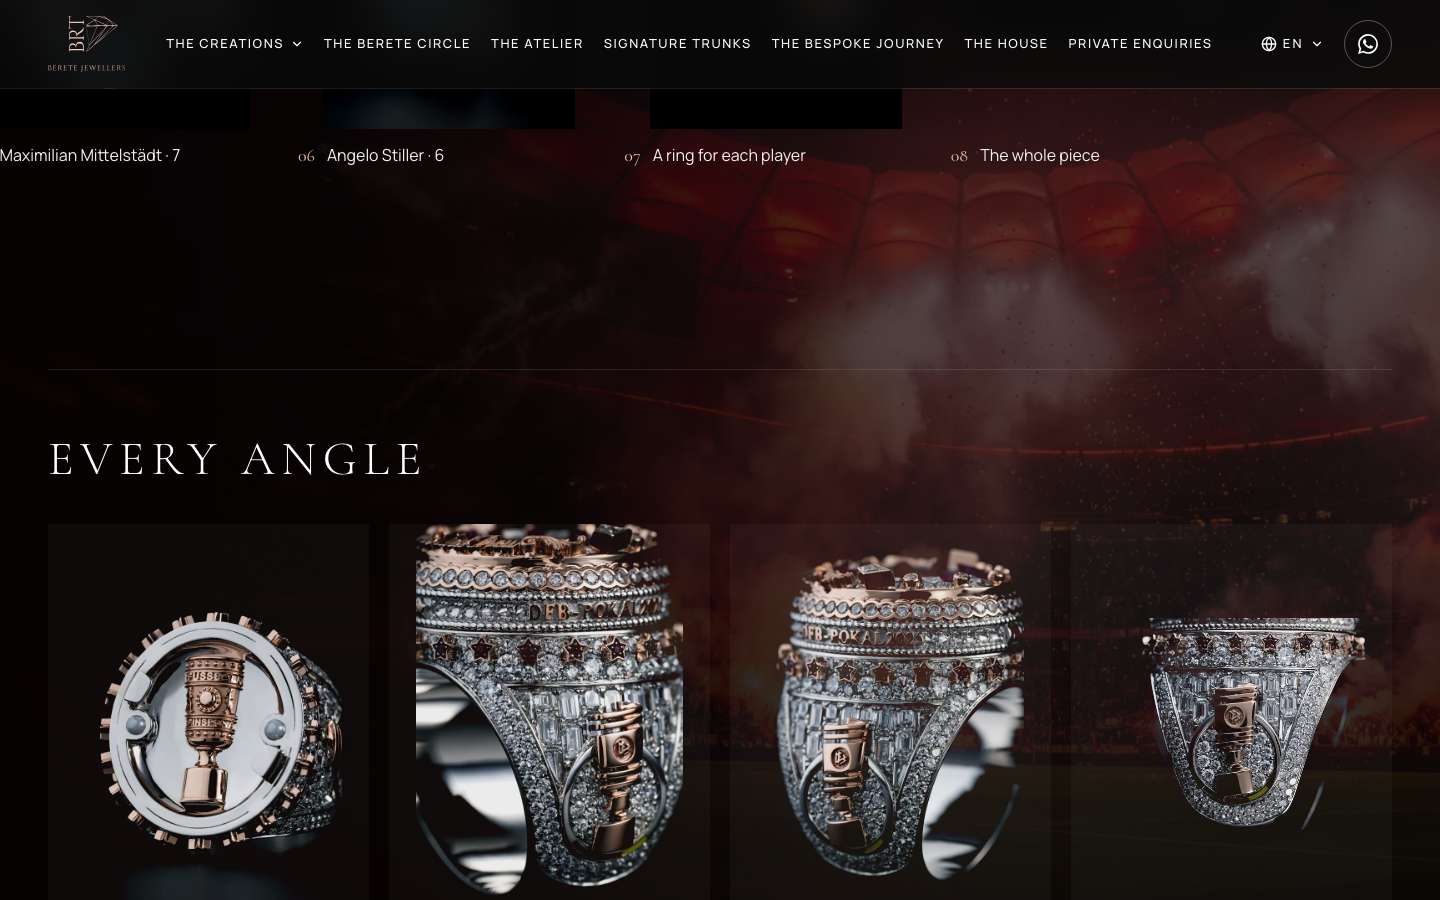 BRT
BERETE JEWELLERS
THE CREATIONS
THE BERETE CIRCLE
THE ATELIER
SIGNATURE TRUNKS
THE BESPOKE JOURNEY
THE HOUSE
PRIVATE ENQUIRIES
EN
Maximilian Mittelstädt · 7
06 Angelo Stiller · 6
07 A ring for each player
08 The whole piece
EVERY ANGLE
DFB-POKAL
DFB-POKAL